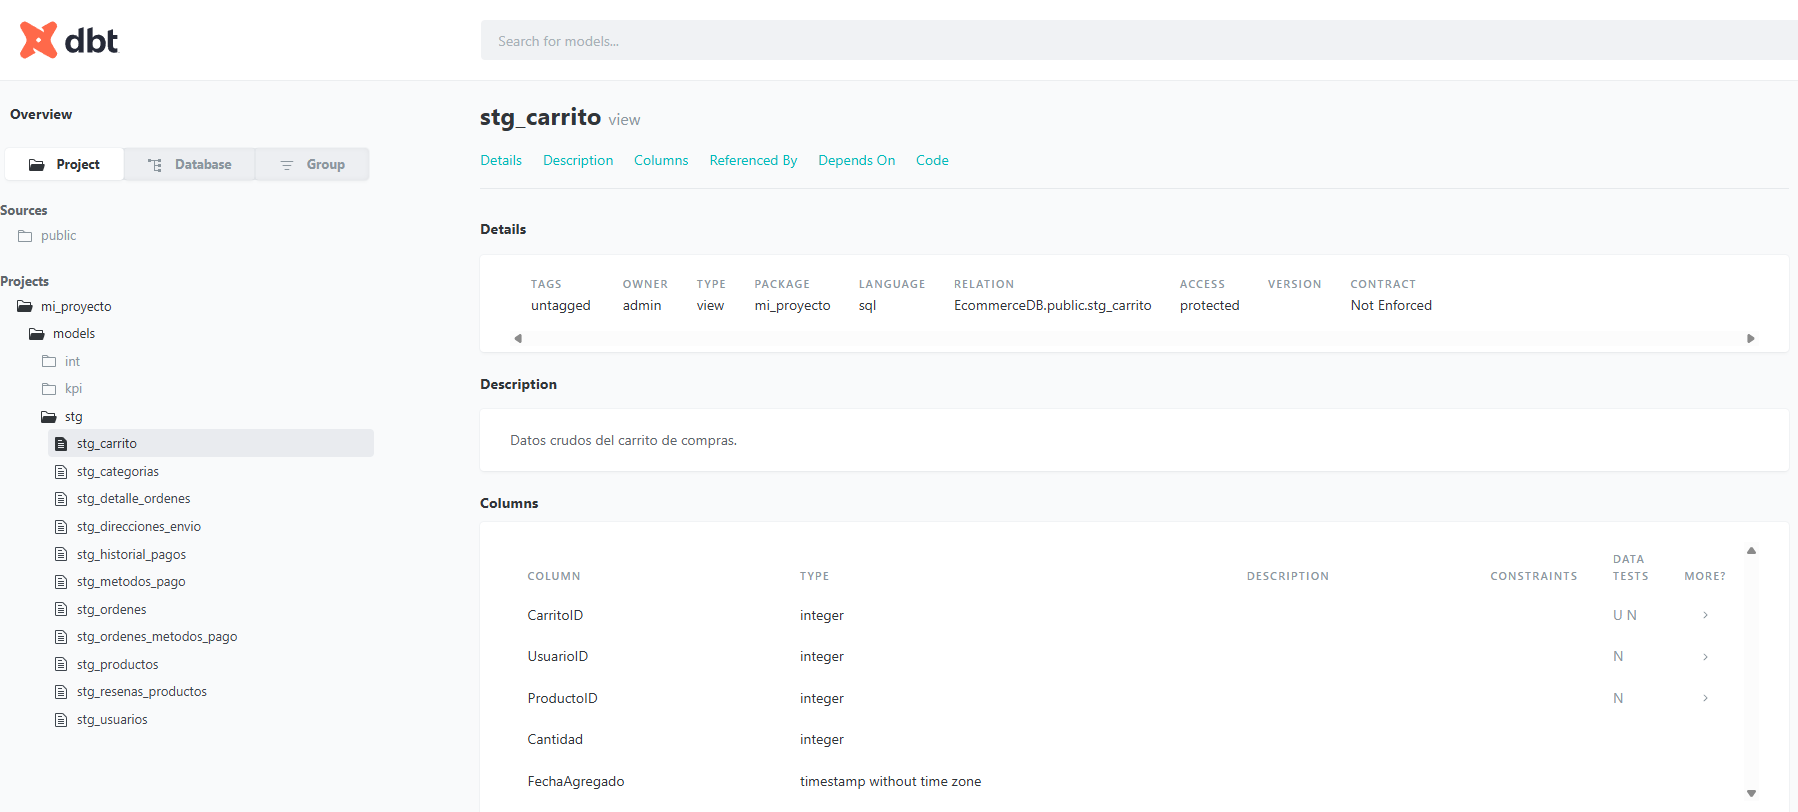 dbt
Search for models...
Overview
Project Database Group
Sources
public
Projects
mi_proyecto
models
int
kpi
stg
stg_carrito
stg_categorias
stg_detalle_ordenes
stg_direcciones_envio
stg_historial_pagos
stg_metodos_pago
stg_ordenes
stg_ordenes_metodos_pago
stg_productos
stg_resenas_productos
stg_usuarios
stg_carrito view
Details Description Columns Referenced By Depends On Code
Details
TAGS OWNER TYPE PACKAGE LANGUAGE RELATION ACCESS VERSION CONTRACT
untagged admin view mi_proyecto sql EcommerceDB.public.stg_carrito protected Not Enforced
Description
Datos crudos del carrito de compras.
Columns
COLUMN TYPE DESCRIPTION CONSTRAINTS DATA TESTS MORE?
CarritoID integer U N
UsuarioID integer N
ProductoID integer N
Cantidad integer
FechaAgregado timestamp without time zone